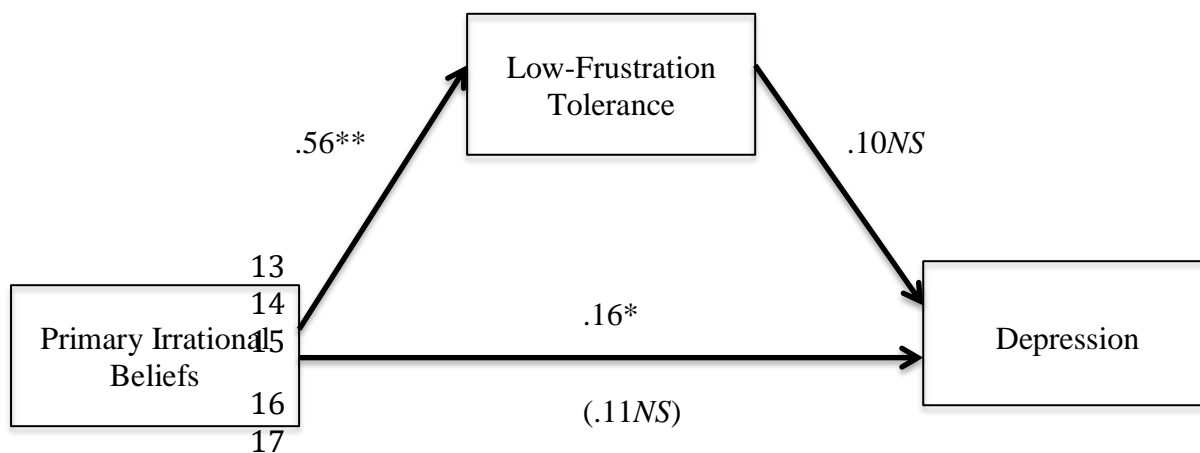 Low-Frustration
Tolerance
.56**
.10NS
13
14
.16*
Primary Irrational
15
Depression
Beliefs
16
(.11NS)
17